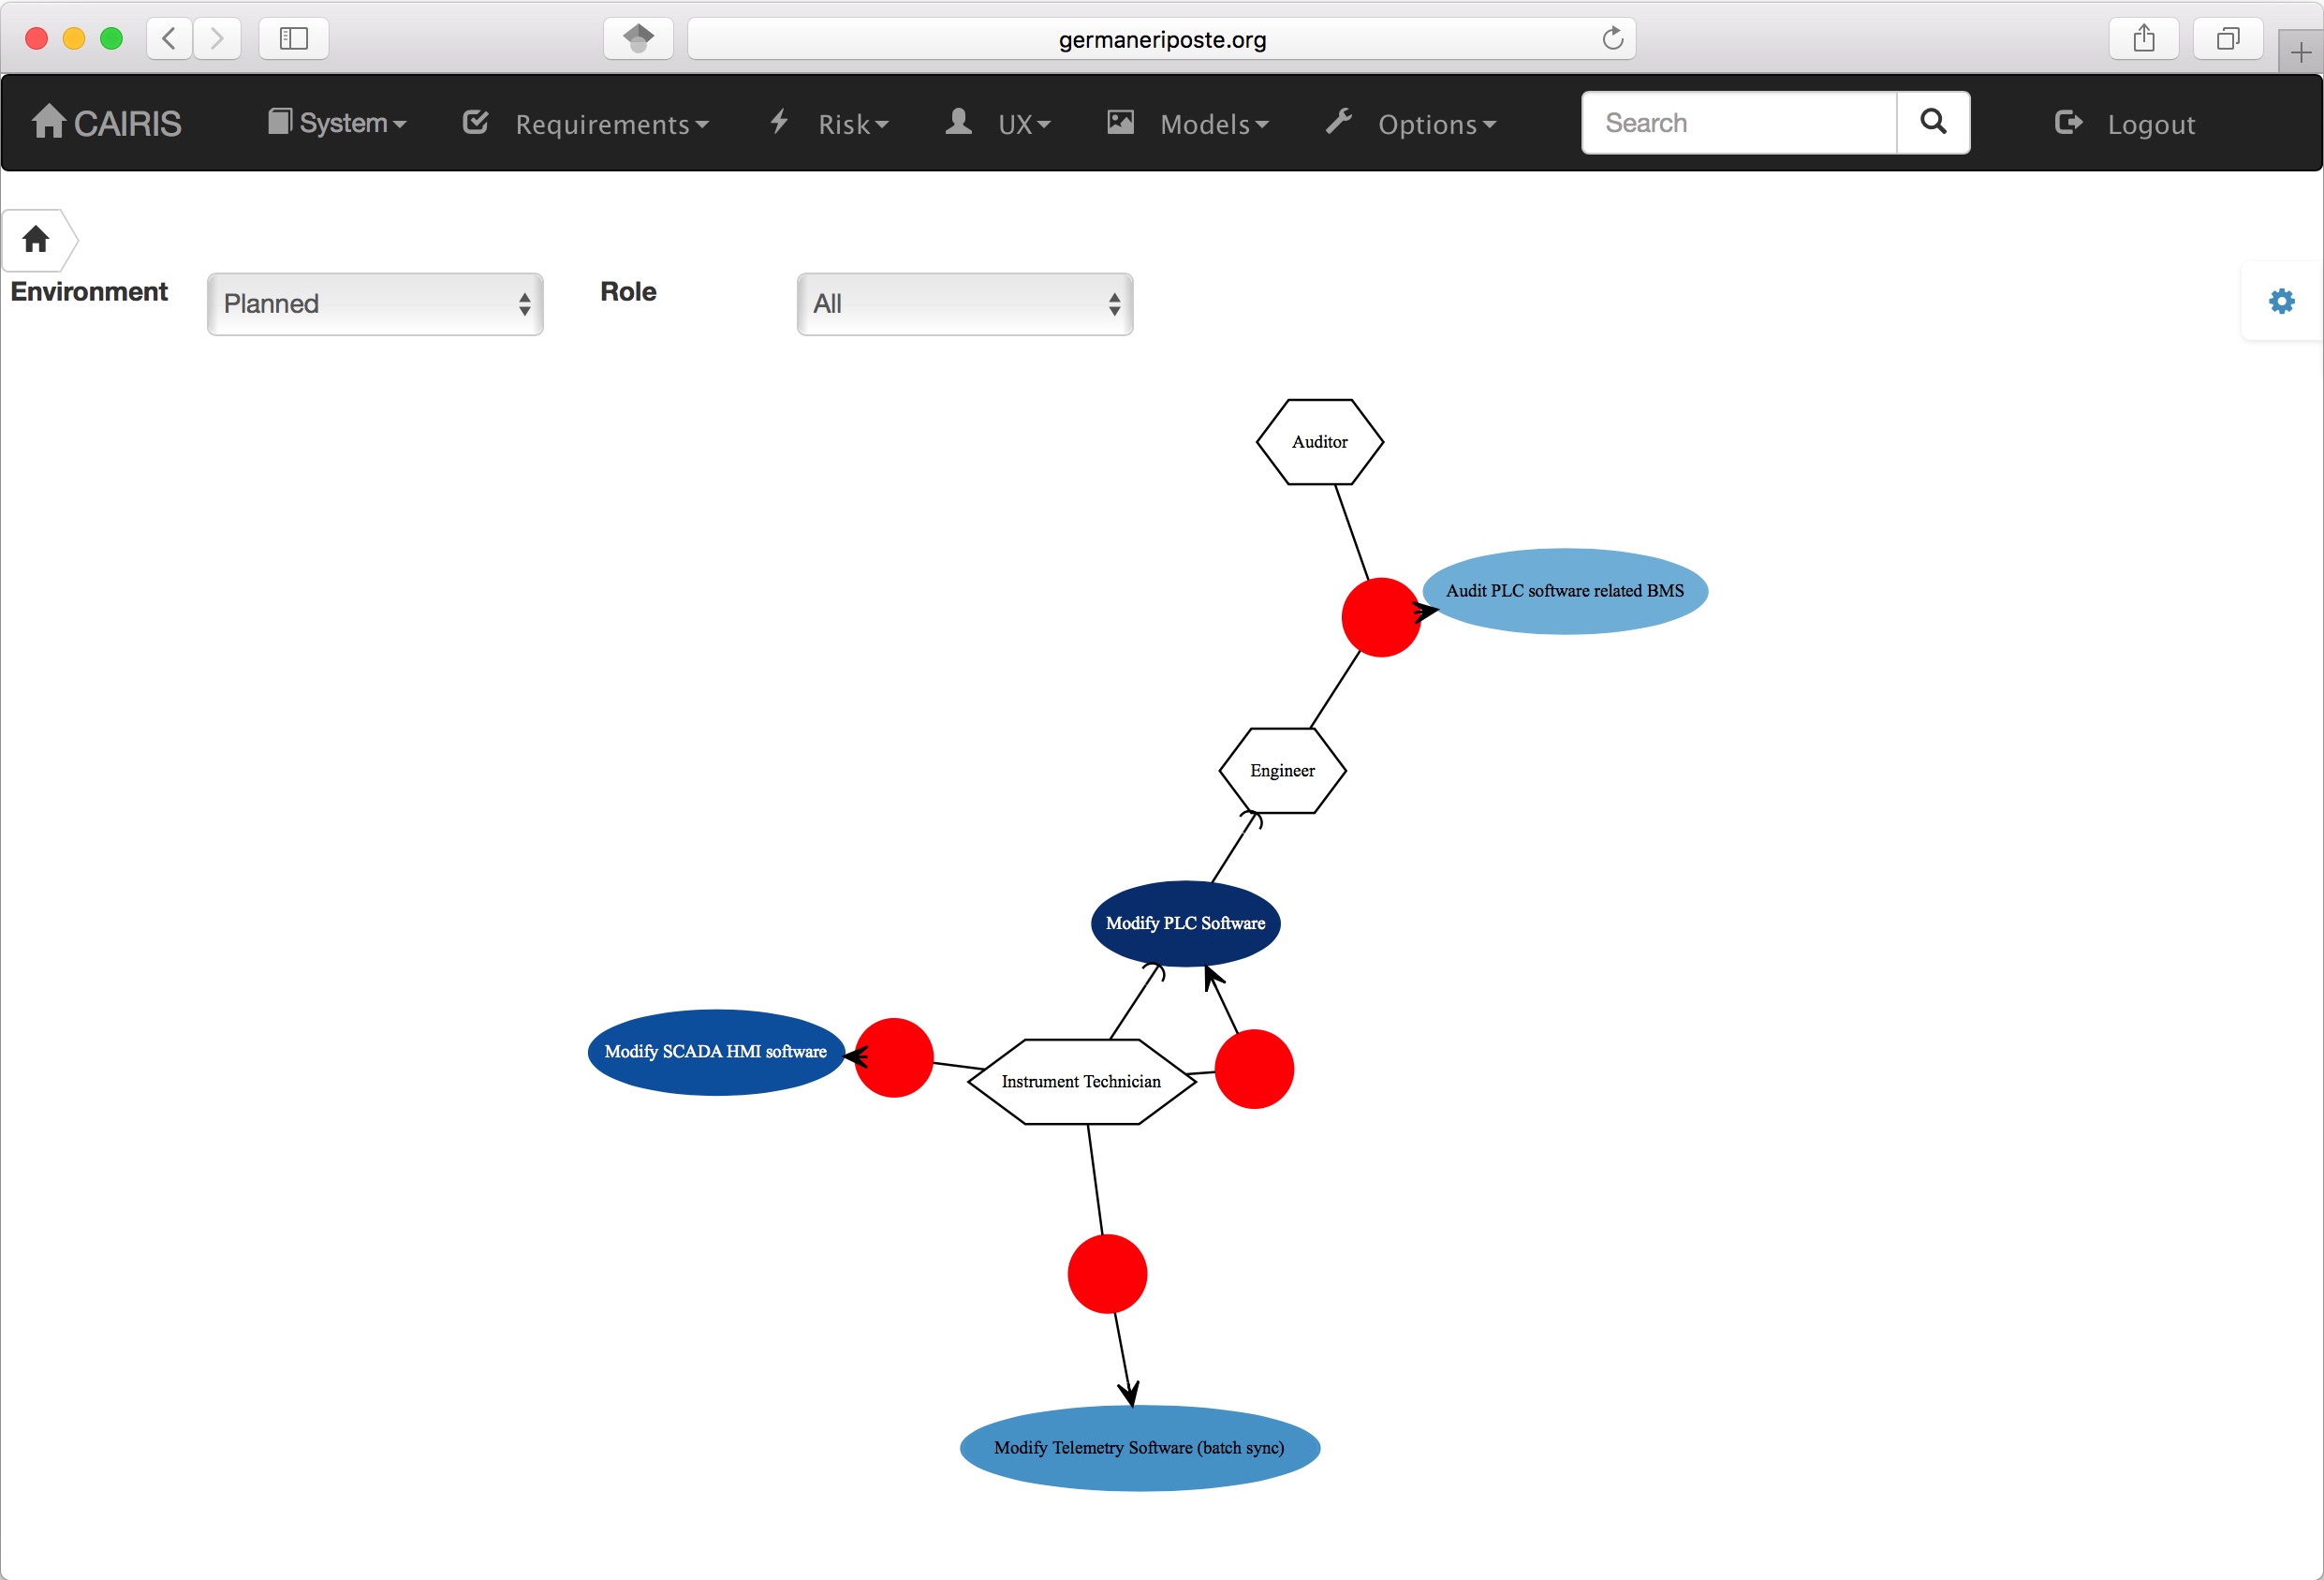 germaneriposte.org
CAIRIS System Requirements Risk UX Models Options Search Logout
Environment Planned Role All
Auditor
Audit PLC software related BMS
Engineer
Modify PLC Software
Modify SCADA HMI software
Instrument Technician
Modify Telemetry Software (batch sync)